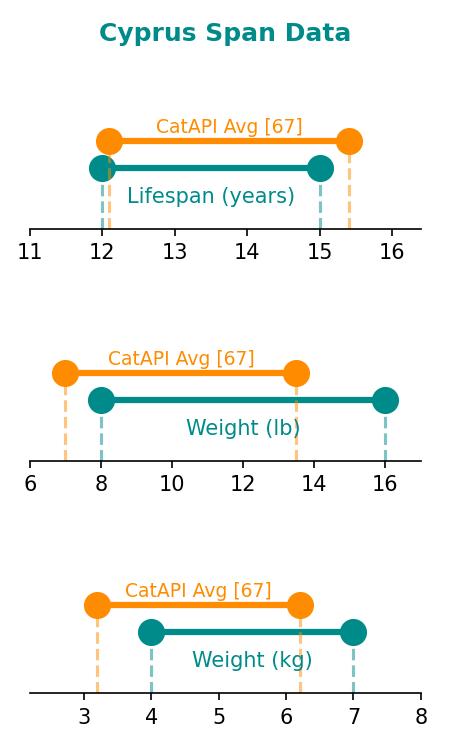 Cyprus Span Data
CatAPI Avg [67]
Lifespan (years)
11 12 13 14 15 16
CatAPI Avg [67]
Weight (lb)
6 8 10 12 14 16
CatAPI Avg [67]
Weight (kg)
3 4 5 6 7 8